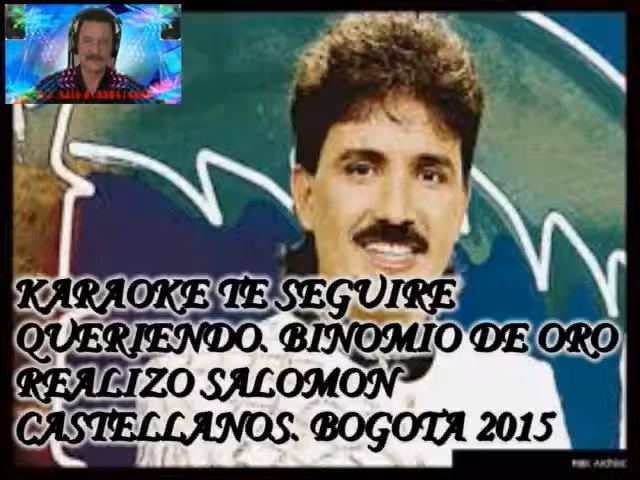 KARAOKE TE SEGUIRE
QUERIENDO. BINOMIO DE ORO
REALIZO SALOMON
CASTELLANOS. BOGOTA 2015